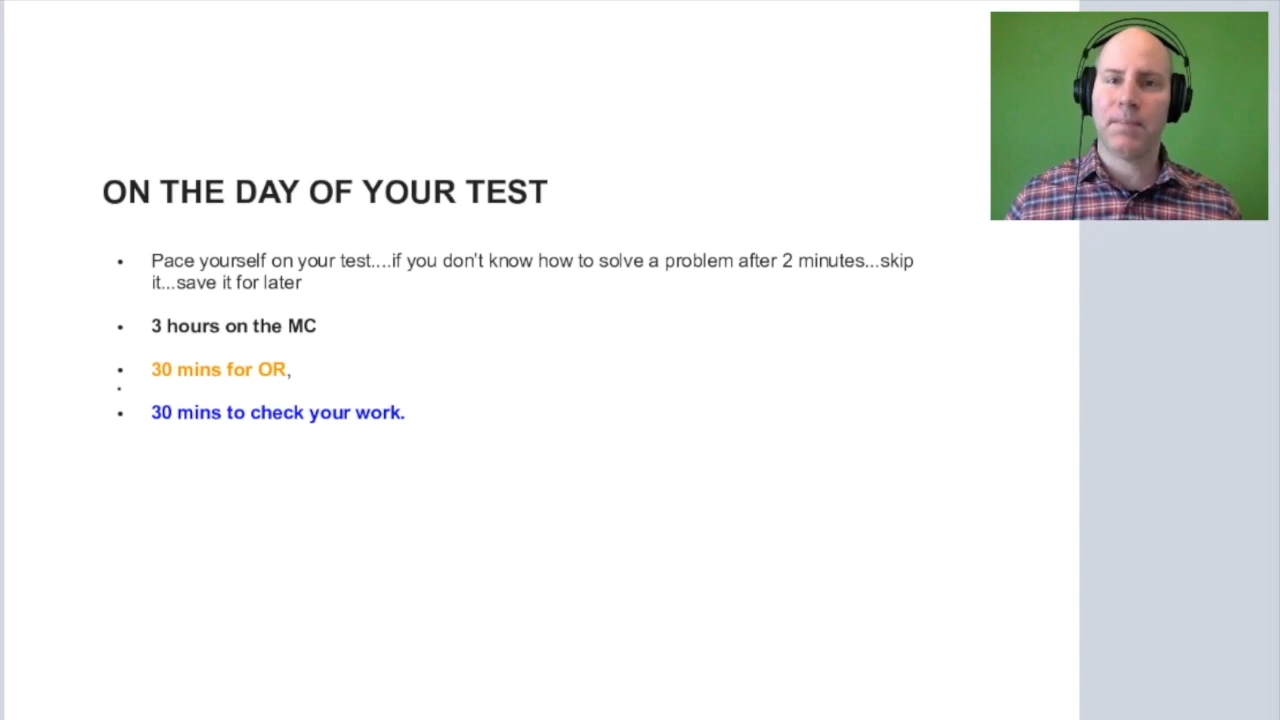 ON THE DAY OF YOUR TEST
• Pace yourself on your test....if you don't know how to solve a problem after 2 minutes...skip
it...save it for later
• 3 hours on the MC
• 30 mins for OR,
•
• 30 mins to check your work.